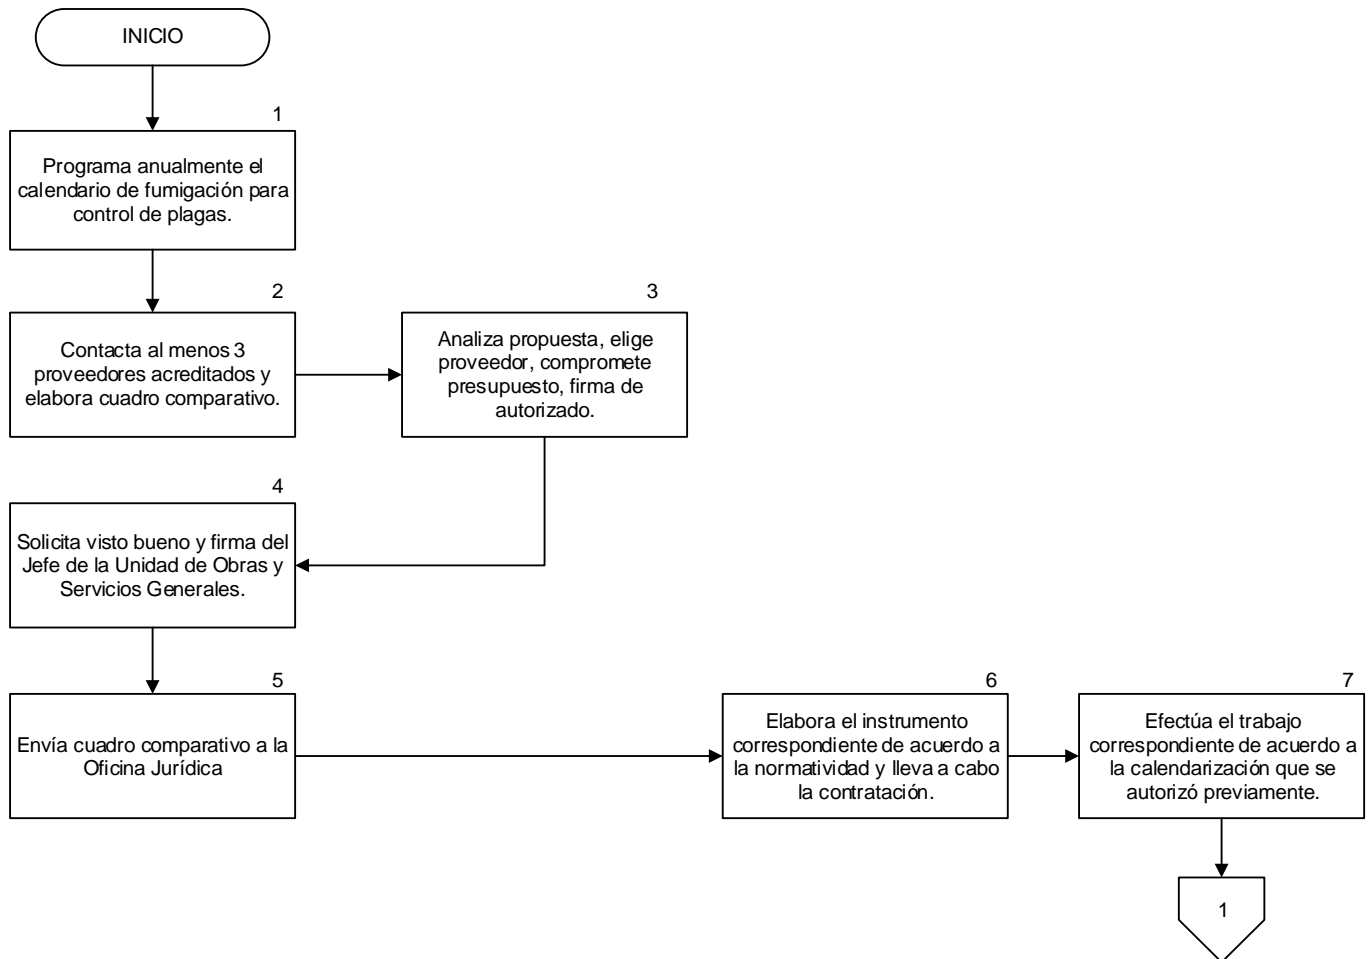 INICIO
1
Programa anualmente el
calendario de fumigación para
control de plagas.
2
Contacta al menos 3
proveedores acreditados y
elabora cuadro comparativo.
3
Analiza propuesta, elige
proveedor, compromete
presupuesto, firma de
autorizado.
4
Solicita visto bueno y firma del
Jefe de la Unidad de Obras y
Servicios Generales.
5
Envía cuadro comparativo a la
Oficina Jurídica
6
Elabora el instrumento
correspondiente de acuerdo a
la normatividad y lleva a cabo
la contratación.
7
Efectúa el trabajo
correspondiente de acuerdo a
la calendarización que se
autorizó previamente.
1